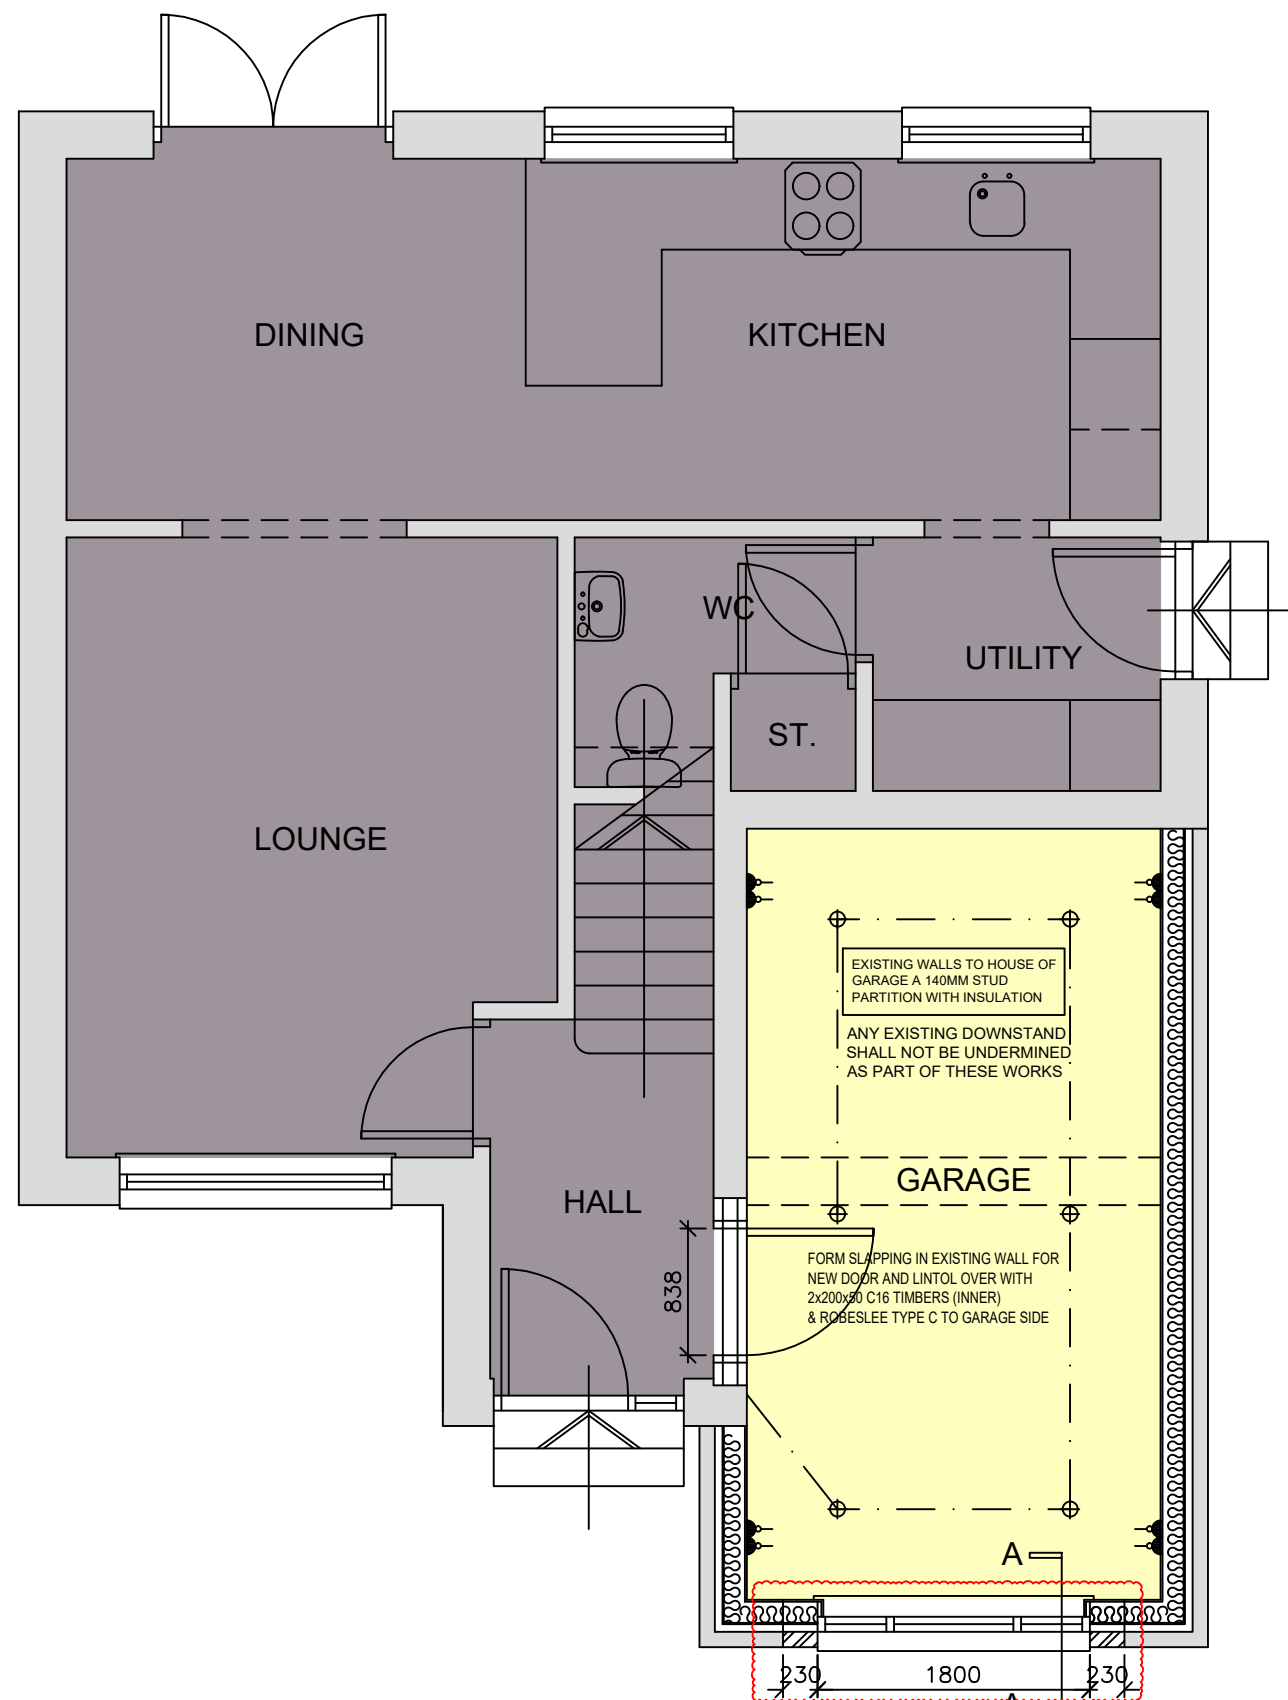 DINING
KITCHEN
WC
UTILITY
ST.
LOUNGE
EXISTING WALLS TO HOUSE OF
GARAGE A 140MM STUD
PARTITION WITH INSULATION
ANY EXISTING DOWNSTAND
SHALL NOT BE UNDERMINED
AS PART OF THESE WORKS
GARAGE
HALL
838
FORM SLAPPING IN EXISTING WALL FOR
NEW DOOR AND LINTOL OVER WITH
2x200x50 C16 TIMBERS (INNER)
& ROBESLEE TYPE C TO GARAGE SIDE
A
230
1800
230
A